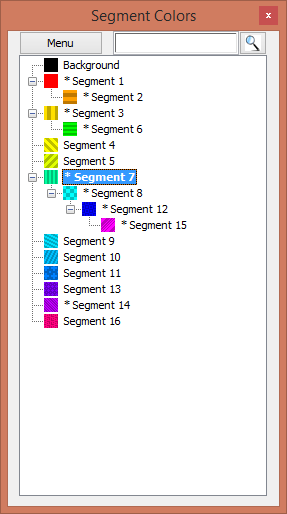 Segment Colors
x
Menu
Background
* Segment 1
* Segment 2
* Segment 3
* Segment 6
Segment 4
Segment 5
* Segment 7
* Segment 8
* Segment 12
* Segment 15
Segment 9
Segment 10
Segment 11
Segment 13
* Segment 14
Segment 16